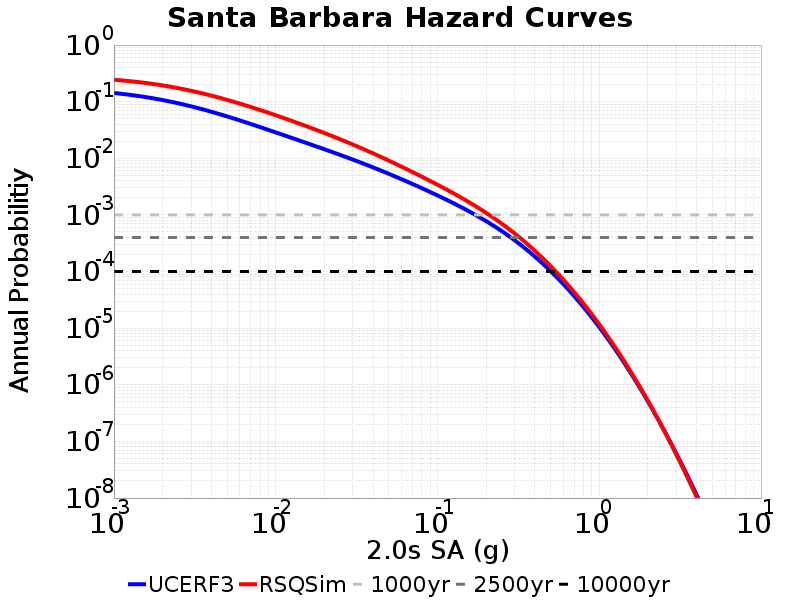 Santa Barbara Hazard Curves
10^0
10^-1
10^-2
10^-3
10^-4
10^-5
10^-6
10^-7
10^-8
Annual Probabilitiy
10^-3 10^-2 10^-1 10^0 10^1
2.0s SA (g)
UCERF3 RSQSim 1000yr 2500yr 10000yr